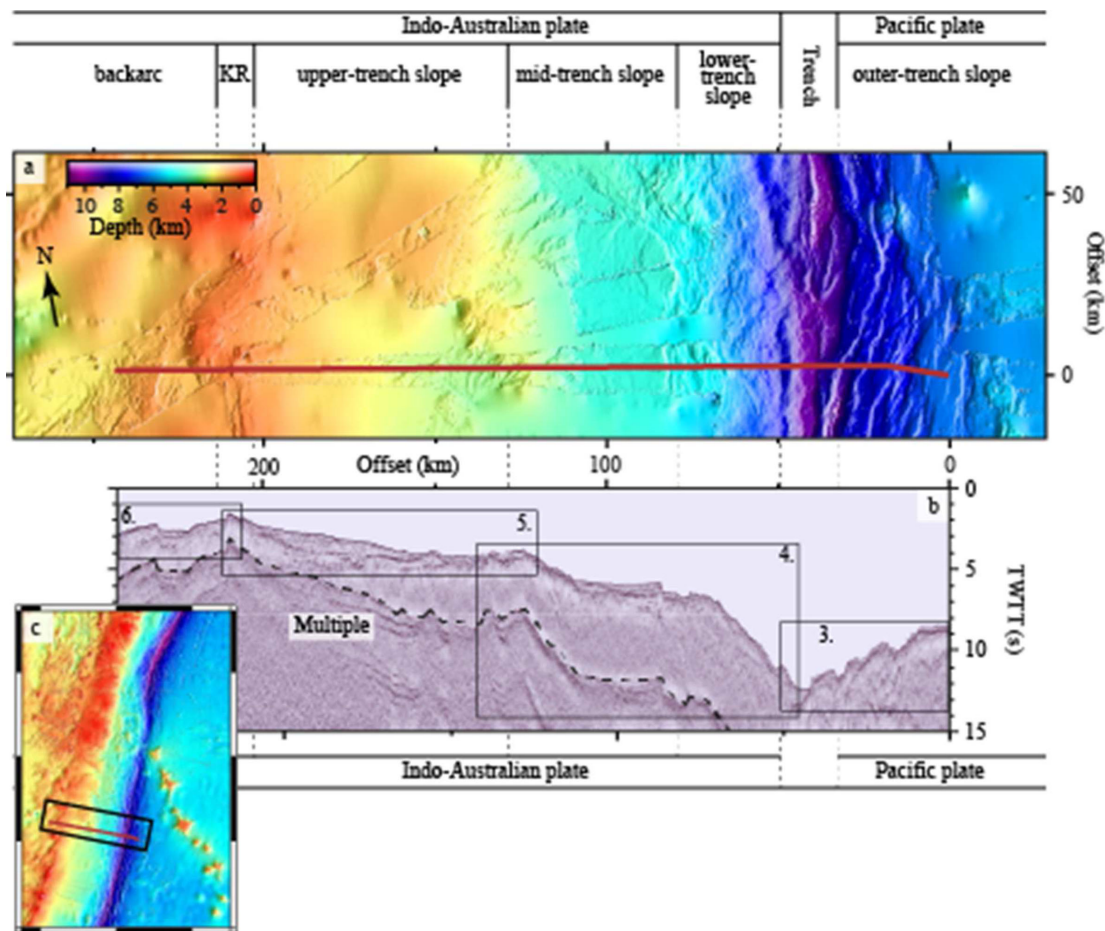 Indo-Australian plate
Pacific plate
backarc
KR
upper-trench slope
mid-trench slope
lower-
trench
slope
Trench
outer-trench slope
a
10 8 6 4 2 0
Depth (km)
N
50
0
Offset (km)
200 Offset (km) 100 0
b
0
5
10
15
TWTT (s)
6.
5.
4.
3.
Multiple
c
Indo-Australian plate
Pacific plate